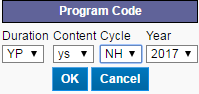 Program Code
Duration Content Cycle Year
YP ys NH 2017
OK Cancel